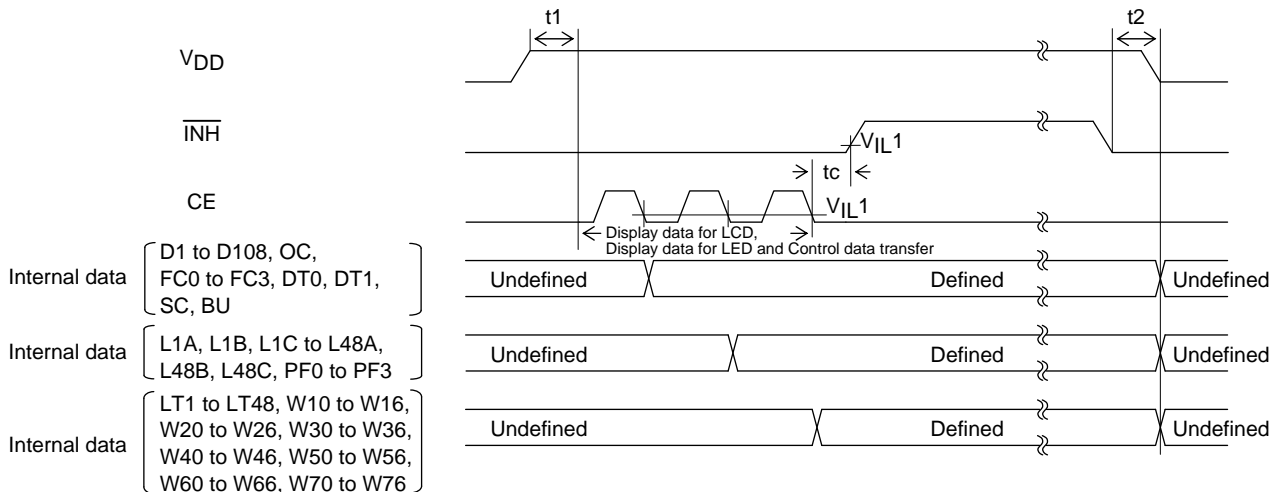 t1
t2
VDD
INH
VIL1
tc
CE
VIL1
Display data for LCD,
Display data for LED and Control data transfer
Internal data
D1 to D108, OC,
FC0 to FC3, DT0, DT1,
SC, BU
Undefined
Defined
Undefined
Internal data
L1A, L1B, L1C to L48A,
L48B, L48C, PF0 to PF3
Undefined
Defined
Undefined
Internal data
LT1 to LT48, W10 to W16,
W20 to W26, W30 to W36,
W40 to W46, W50 to W56,
W60 to W66, W70 to W76
Undefined
Defined
Undefined